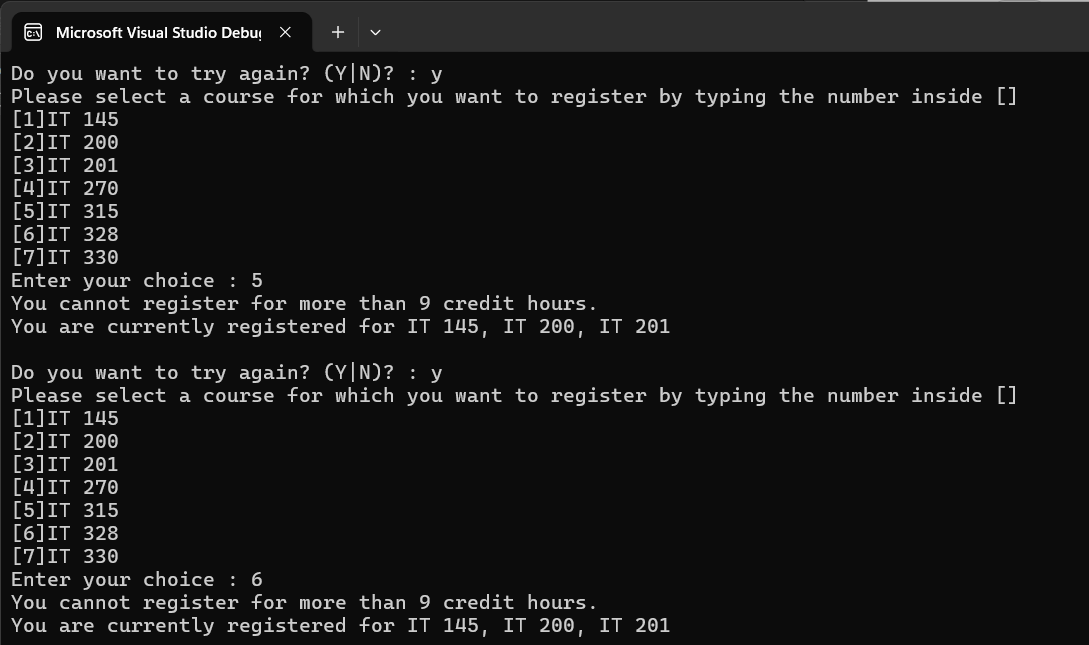 Microsoft Visual Studio Debu
Do you want to try again? (Y|N)? : y
Please select a course for which you want to register by typing the number inside []
[1]IT 145
[2]IT 200
[3]IT 201
[4]IT 270
[5]IT 315
[6]IT 328
[7]IT 330
Enter your choice : 5
You cannot register for more than 9 credit hours.
You are currently registered for IT 145, IT 200, IT 201
Do you want to try again? (Y|N)? : y
Please select a course for which you want to register by typing the number inside []
[1]IT 145
[2]IT 200
[3]IT 201
[4]IT 270
[5]IT 315
[6]IT 328
[7]IT 330
Enter your choice : 6
You cannot register for more than 9 credit hours.
You are currently registered for IT 145, IT 200, IT 201